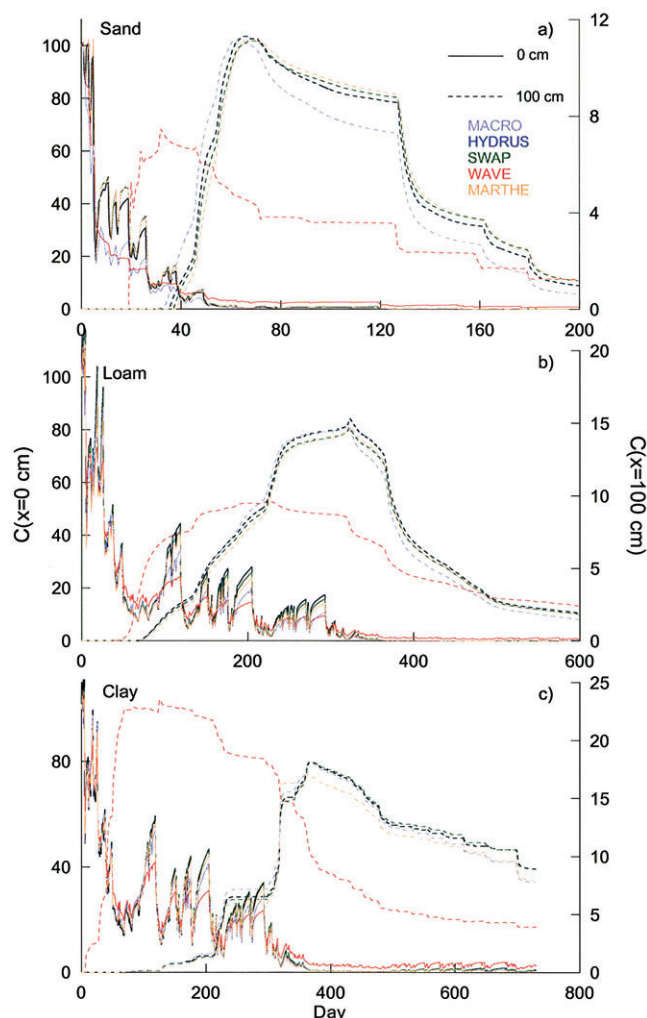 Sand
a)
0 cm
100 cm
MACRO
HYDRUS
SWAP
WAVE
MARTHE
100
80
60
40
20
0
12
8
4
0
0 40 80 120 160 200
Loam
b)
100
80
60
40
20
0
20
15
10
5
0
0 200 400 600
C(x=0 cm)
C(x=100 cm)
Clay
c)
80
40
0
25
20
15
10
5
0
0 200 400 600 800
Day